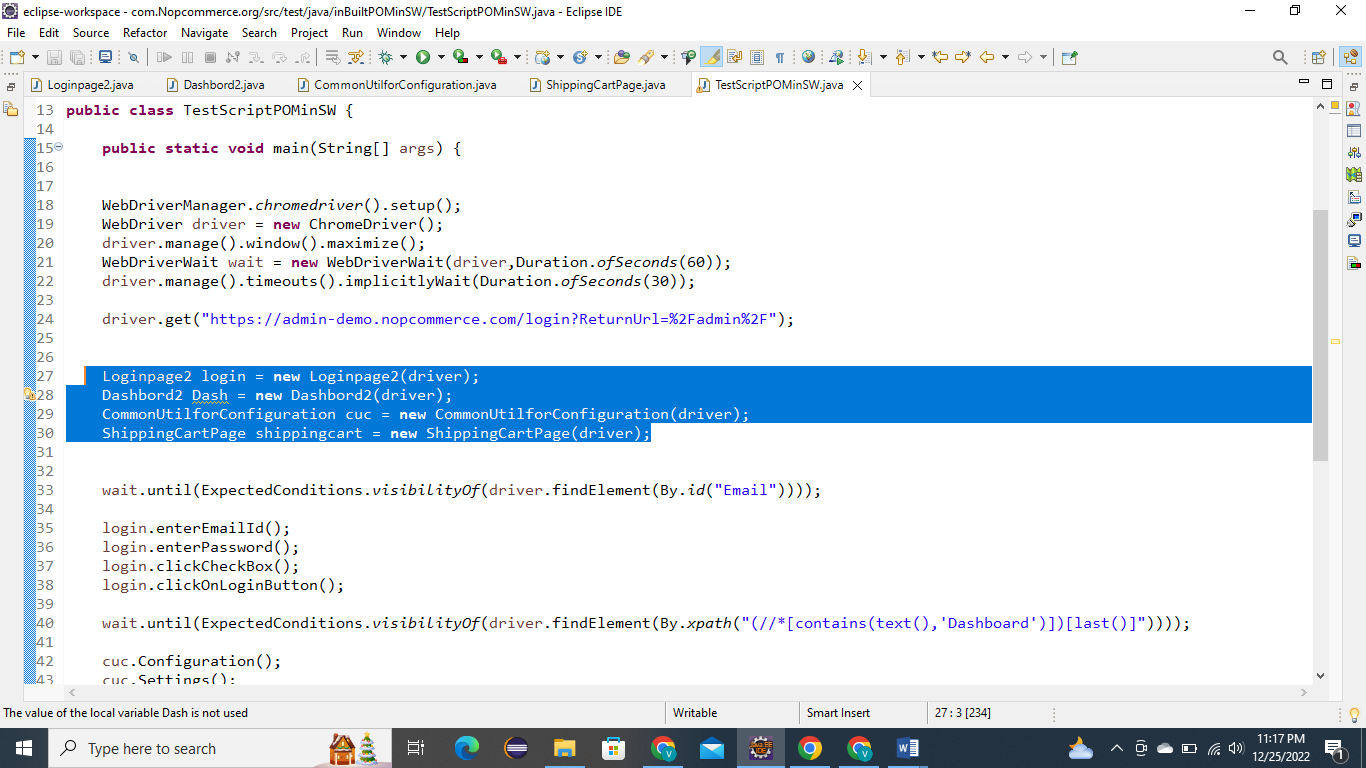 eclipse-workspace - com.Nopcommerce.org/src/test/java/inBuiltPOMinSW/TestScriptPOMinSW.java - Eclipse IDE
File Edit Source Refactor Navigate Search Project Run Window Help
Loginpage2.java Dashbord2.java CommonUtilforConfiguration.java ShippingCartPage.java TestScriptPOMinSW.java
13 public class TestScriptPOMinSW {
14
15 public static void main(String[] args) {
16
17
18 WebDriverManager.chromedriver().setup();
19 WebDriver driver = new ChromeDriver();
20 driver.manage().window().maximize();
21 WebDriverWait wait = new WebDriverWait(driver,Duration.ofSeconds(60));
22 driver.manage().timeouts().implicitlyWait(Duration.ofSeconds(30));
23
24 driver.get("https://admin-demo.nopcommerce.com/login?ReturnUrl=%2Fadmin%2F");
25
26
27 Loginpage2 login = new Loginpage2(driver);
28 Dashbord2 Dash = new Dashbord2(driver);
29 CommonUtilforConfiguration cuc = new CommonUtilforConfiguration(driver);
30 ShippingCartPage shippingcart = new ShippingCartPage(driver);
31
32
33 wait.until(ExpectedConditions.visibilityOf(driver.findElement(By.id("Email"))));
34
35 login.enterEmailId();
36 login.enterPassword();
37 login.clickCheckBox();
38 login.clickOnLoginButton();
39
40 wait.until(ExpectedConditions.visibilityOf(driver.findElement(By.xpath("(//*[contains(text(),'Dashboard')])[last()]"))));
41
42 cuc.Configuration();
43 cuc.Settings();
The value of the local variable Dash is not used Writable Smart Insert 27 : 3 [234]
Type here to search
11:17 PM
12/25/2022
1